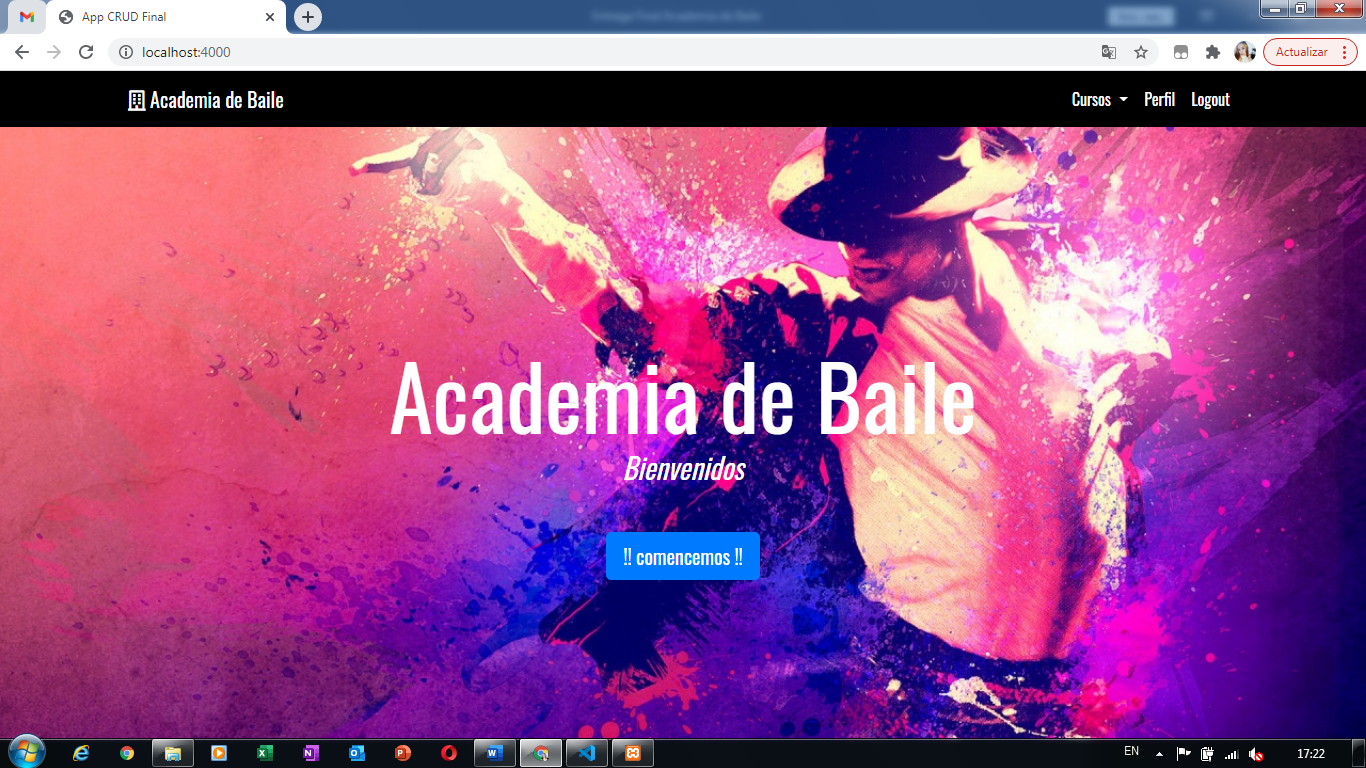 App CRUD Final
localhost:4000
Actualizar
Academia de Baile
Cursos
Perfil
Logout
Academia de Baile
Bienvenidos
!! comencemos !!
EN
17:22